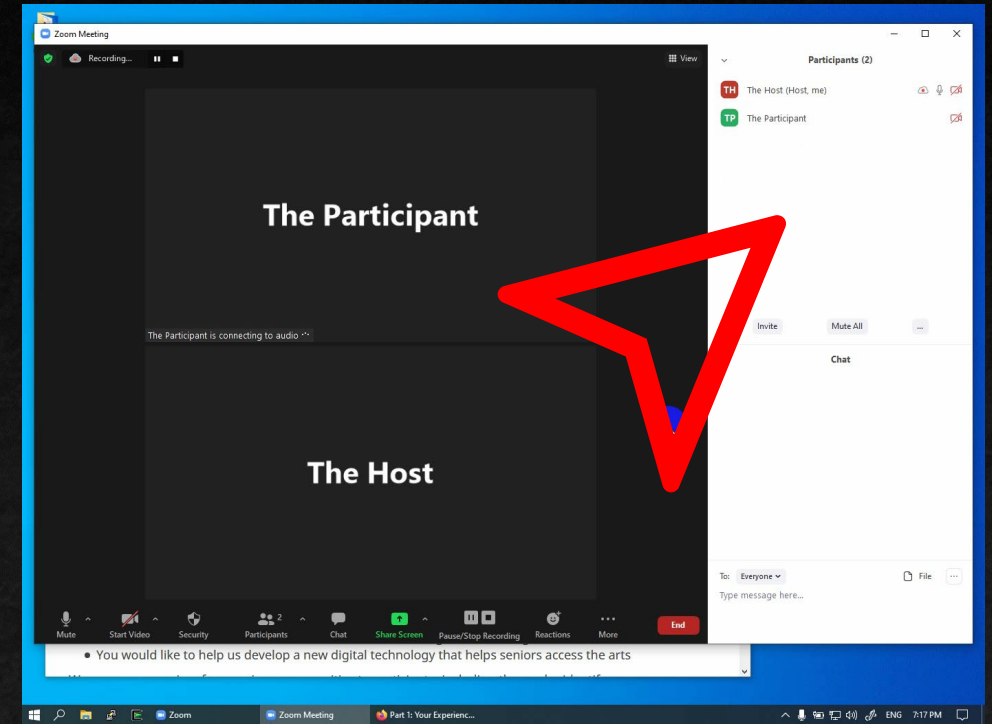 Zoom Meeting
Recording...
View
Participants (2)
TH The Host (Host, me)
TP The Participant
The Participant
The Participant is connecting to audio
The Host
Invite
Mute All
...
Chat
To: Everyone
File
...
Type message here...
Mute
Start Video
Security
2
Participants
Chat
Share Screen
Pause/Stop Recording
Reactions
More
End
• You would like to help us develop a new digital technology that helps seniors access the arts
Zoom
Zoom Meeting
Part 1: Your Experienc...
ENG
7:17 PM